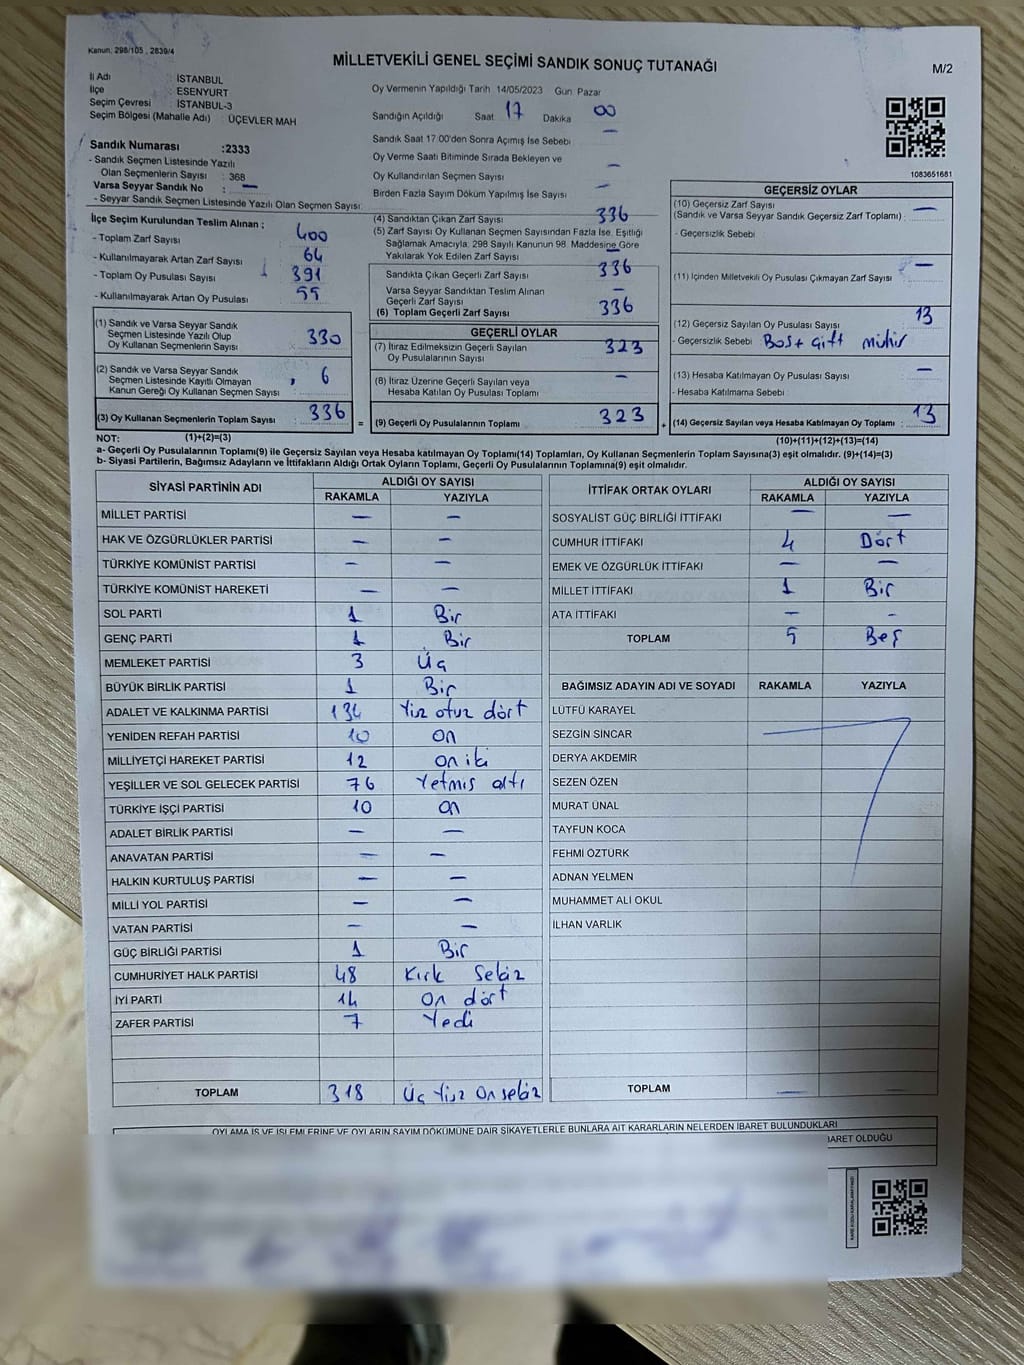 Kanun: 298/105 , 2839/4
MİLLETVEKİLİ GENEL SEÇİMİ SANDIK SONUÇ TUTANAĞI
M/2
İl Adı : İSTANBUL
İlçe : ESENYURT
Seçim Çevresi : İSTANBUL-3
Seçim Bölgesi (Mahalle Adı) : ÜÇEVLER MAH
Oy Vermenin Yapıldığı Tarih 14/05/2023 Gün Pazar
Sandığın Açıldığı Saat 17 Dakika 00
Sandık Saat 17:00'den Sonra Açımış İse Sebebi —
Oy Verme Saati Bitiminde Sırada Bekleyen ve
Oy Kullandırılan Seçmen Sayısı —
Birden Fazla Sayım Döküm Yapılmış İse Sayısı —
1083651681
Sandık Numarası :2333
- Sandık Seçmen Listesinde Yazılı
Olan Seçmenlerin Sayısı : 368
Varsa Seyyar Sandık No : —
- Seyyar Sandık Seçmen Listesinde Yazılı Olan Seçmen Sayısı:
İlçe Seçim Kurulundan Teslim Alınan ;
- Toplam Zarf Sayısı : 400
- Kullanılmayarak Artan Zarf Sayısı : 64
- Toplam Oy Pusulası Sayısı : 391
- Kullanılmayarak Artan Oy Pusulası : 55
(4) Sandıktan Çıkan Zarf Sayısı : 336
(5) Zarf Sayısı Oy Kullanan Seçmen Sayısından Fazla İse, Eşitliği
Sağlamak Amacıyla, 298 Sayılı Kanunun 98. Maddesine Göre
Yakılarak Yok Edilen Zarf Sayısı —
Sandıkta Çıkan Geçerli Zarf Sayısı : 336
Varsa Seyyar Sandıktan Teslim Alınan
Geçerli Zarf Sayısı —
(6) Toplam Geçerli Zarf Sayısı : 336
GEÇERSİZ OYLAR
(10) Geçersiz Zarf Sayısı —
(Sandık ve Varsa Seyyar Sandık Geçersiz Zarf Toplamı) :
- Geçersizlik Sebebi :
(11) İçinden Milletvekili Oy Pusulası Çıkmayan Zarf Sayısı : —
(12) Geçersiz Sayılan Oy Pusulası Sayısı : 13
- Geçersizlik Sebebi : Boş + çift mühür
(13) Hesaba Katılmayan Oy Pusulası Sayısı : —
- Hesaba Katılmama Sebebi :
(14) Geçersiz Sayılan veya Hesaba Katılmayan Oy Toplamı : 13
(1) Sandık ve Varsa Seyyar Sandık
Seçmen Listesinde Yazılı Olup
Oy Kullanan Seçmenlerin Sayısı : 330
(2) Sandık ve Varsa Seyyar Sandık
Seçmen Listesinde Kayıtlı Olmayan
Kanun Gereği Oy Kullanan Seçmen Sayısı : 6
(3) Oy Kullanan Seçmenlerin Toplam Sayısı : 336
=
GEÇERLİ OYLAR
(7) İtiraz Edilmeksizin Geçerli Sayılan
Oy Pusulalarının Sayısı : 323
(8) İtiraz Üzerine Geçerli Sayılan veya
Hesaba Katılan Oy Pusulası Toplamı : —
(9) Geçerli Oy Pusulalarının Toplamı : 323
+
NOT: (1)+(2)=(3)
(10)+(11)+(12)+(13)=(14)
a- Geçerli Oy Pusulalarının Toplamı(9) ile Geçersiz Sayılan veya Hesaba katılmayan Oy Toplamı(14) Toplamları, Oy Kullanan Seçmenlerin Toplam Sayısına(3) eşit olmalıdır. (9)+(14)=(3)
b- Siyasi Partilerin, Bağımsız Adayların ve İttifakların Aldığı Ortak Oyların Toplamı, Geçerli Oy Pusulalarının Toplamına(9) eşit olmalıdır.
SİYASİ PARTİNİN ADI ALDIĞI OY SAYISI
RAKAMLA YAZIYLA
MİLLET PARTİSİ — —
HAK VE ÖZGÜRLÜKLER PARTİSİ — —
TÜRKİYE KOMÜNİST PARTİSİ — —
TÜRKİYE KOMÜNİST HAREKETİ — —
SOL PARTİ 1 Bir
GENÇ PARTİ 1 Bir
MEMLEKET PARTİSİ 3 Üç
BÜYÜK BİRLİK PARTİSİ 1 Bir
ADALET VE KALKINMA PARTİSİ 134 Yüz otuz dört
YENİDEN REFAH PARTİSİ 10 on
MİLLİYETÇİ HAREKET PARTİSİ 12 on iki
YEŞİLLER VE SOL GELECEK PARTİSİ 76 Yetmiş altı
TÜRKİYE İŞÇİ PARTİSİ 10 on
ADALET BİRLİK PARTİSİ — —
ANAVATAN PARTİSİ — —
HALKIN KURTULUŞ PARTİSİ — —
MİLLİ YOL PARTİSİ — —
VATAN PARTİSİ — —
GÜÇ BİRLİĞİ PARTİSİ 1 Bir
CUMHURİYET HALK PARTİSİ 48 Kırk Sekiz
İYİ PARTİ 14 On dört
ZAFER PARTİSİ 7 Yedi
TOPLAM 318 Üç Yüz On sekiz
İTTİFAK ORTAK OYLARI ALDIĞI OY SAYISI
RAKAMLA YAZIYLA
SOSYALİST GÜÇ BİRLİĞİ İTTİFAKI — —
CUMHUR İTTİFAKI 4 Dört
EMEK VE ÖZGÜRLÜK İTTİFAKI — —
MİLLET İTTİFAKI 1 Bir
ATA İTTİFAKI — -
TOPLAM 5 Beş
BAĞIMSIZ ADAYIN ADI VE SOYADI RAKAMLA YAZIYLA
LÜTFÜ KARAYEL
SEZGİN SİNCAR
DERYA AKDEMİR
SEZEN ÖZEN
MURAT ÜNAL
TAYFUN KOCA
FEHMİ ÖZTÜRK
ADNAN YELMEN
MUHAMMET ALİ OKUL
İLHAN VARLIK
TOPLAM — —
OYLAMA İŞ VE İŞLEMLERİNE VE OYLARIN SAYIM DÖKÜMÜNE DAİR ŞİKAYETLERLE BUNLARA AİT KARARLARIN NELERDEN İBARET BULUNDUKLARI
İBARET OLDUĞU